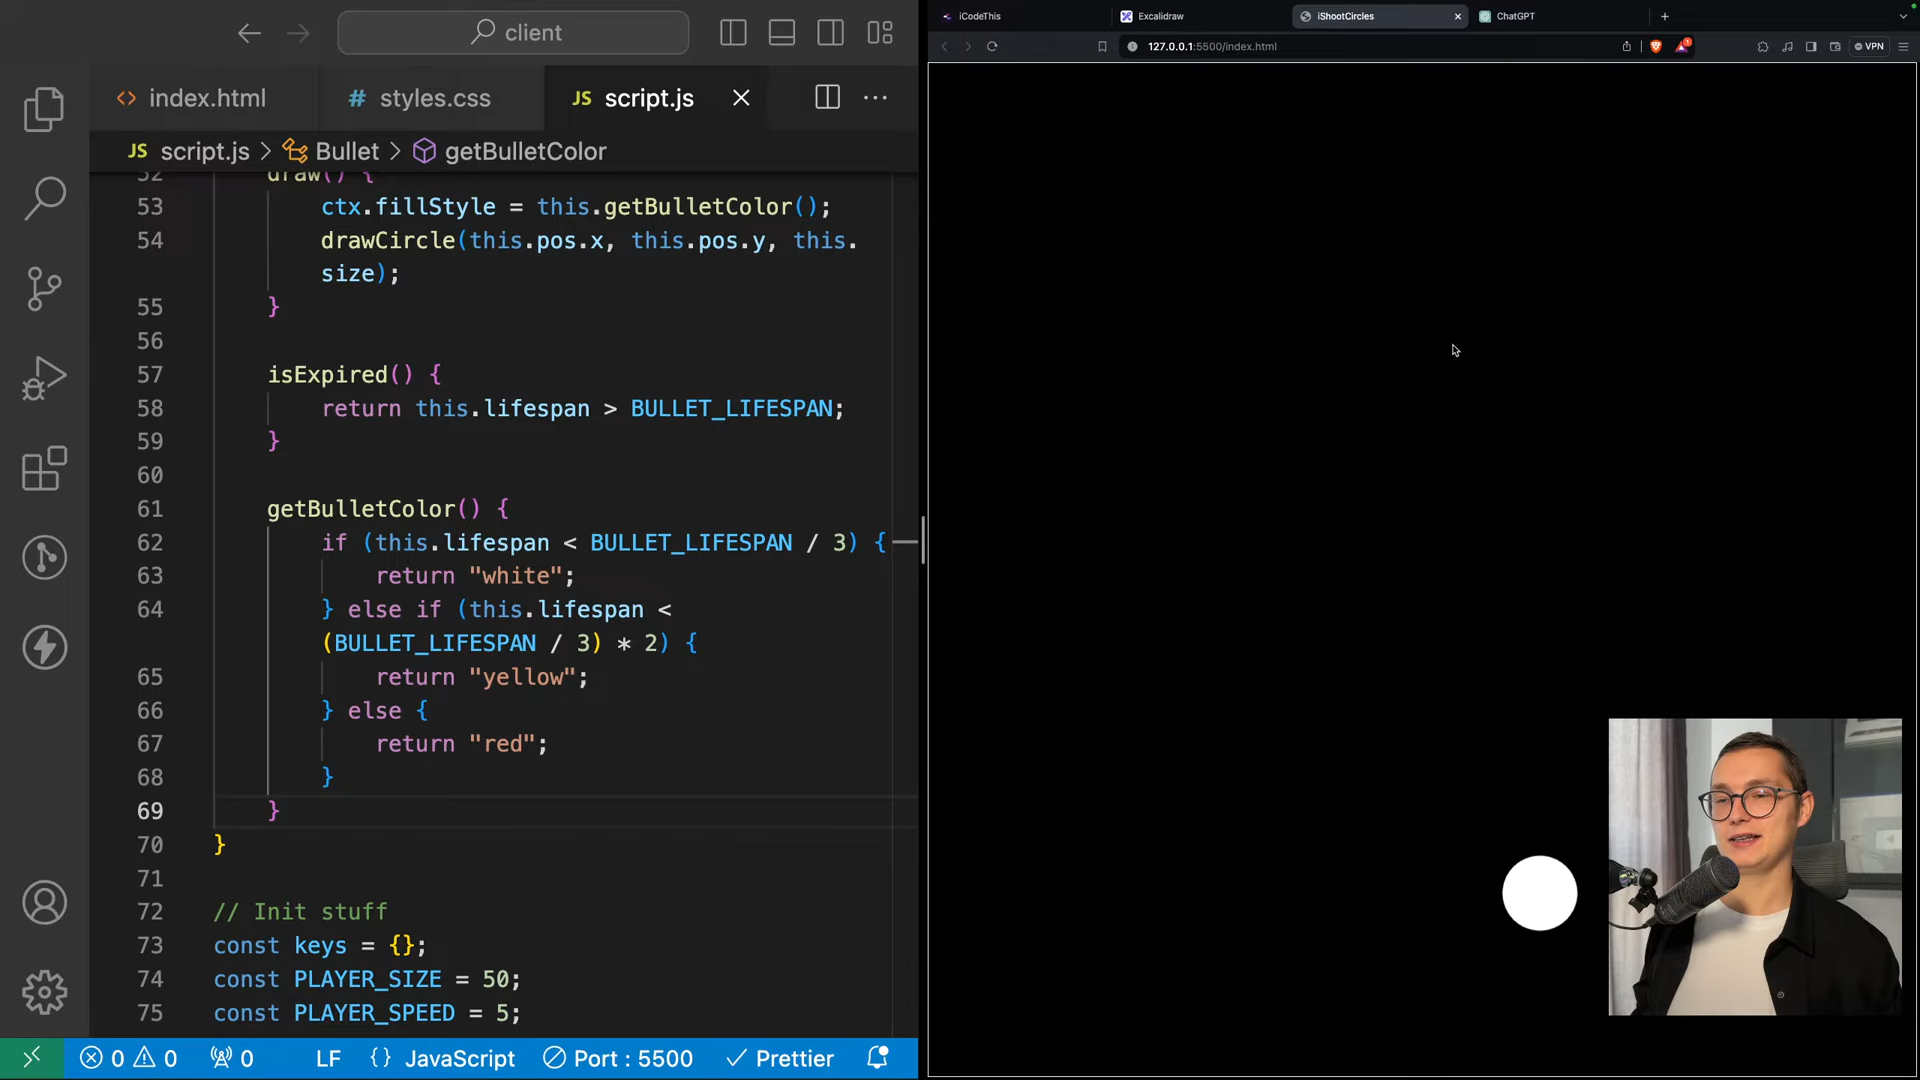 client
index.html
styles.css
script.js
script.js > Bullet > getBulletColor
52 draw() {
53 ctx.fillStyle = this.getBulletColor();
54 drawCircle(this.pos.x, this.pos.y, this.
size);
55 }
56
57 isExpired() {
58 return this.lifespan > BULLET_LIFESPAN;
59 }
60
61 getBulletColor() {
62 if (this.lifespan < BULLET_LIFESPAN / 3) {
63 return "white";
64 } else if (this.lifespan <
(BULLET_LIFESPAN / 3) * 2) {
65 return "yellow";
66 } else {
67 return "red";
68 }
69 }
70 }
71
72 // Init stuff
73 const keys = {};
74 const PLAYER_SIZE = 50;
75 const PLAYER_SPEED = 5;
0 0 0 LF {} JavaScript Port : 5500 Prettier
iCodeThis
Excalidraw
iShootCircles
ChatGPT
127.0.0.1:5500/index.html
1
VPN